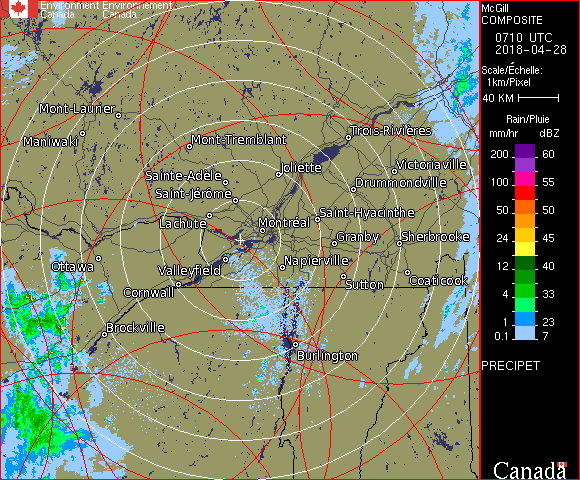 Environment Environnement
Canada Canada
McGill
COMPOSITE
0710 UTC
2018-04-28
Scale/Échelle:
1km/Pixel
40 KM
Rain/Pluie
mm/hr dBZ
200 60
155
100 55
50 50
24 45
12 40
4 33
1 23
0.1 7
PRECIPET
Canada
Mont-Laurier
Maniwaki
Mont-Tremblant
Trois-Rivières
Joliette
Victoriaville
Sainte-Adèle
Drummondville
Saint-Jérôme
Saint-Hyacinthe
Lachute
Montréal
Granby
Sherbrooke
Ottawa
Valleyfield
Napierville
Coaticook
Cornwall
Sutton
Brockville
Burlington